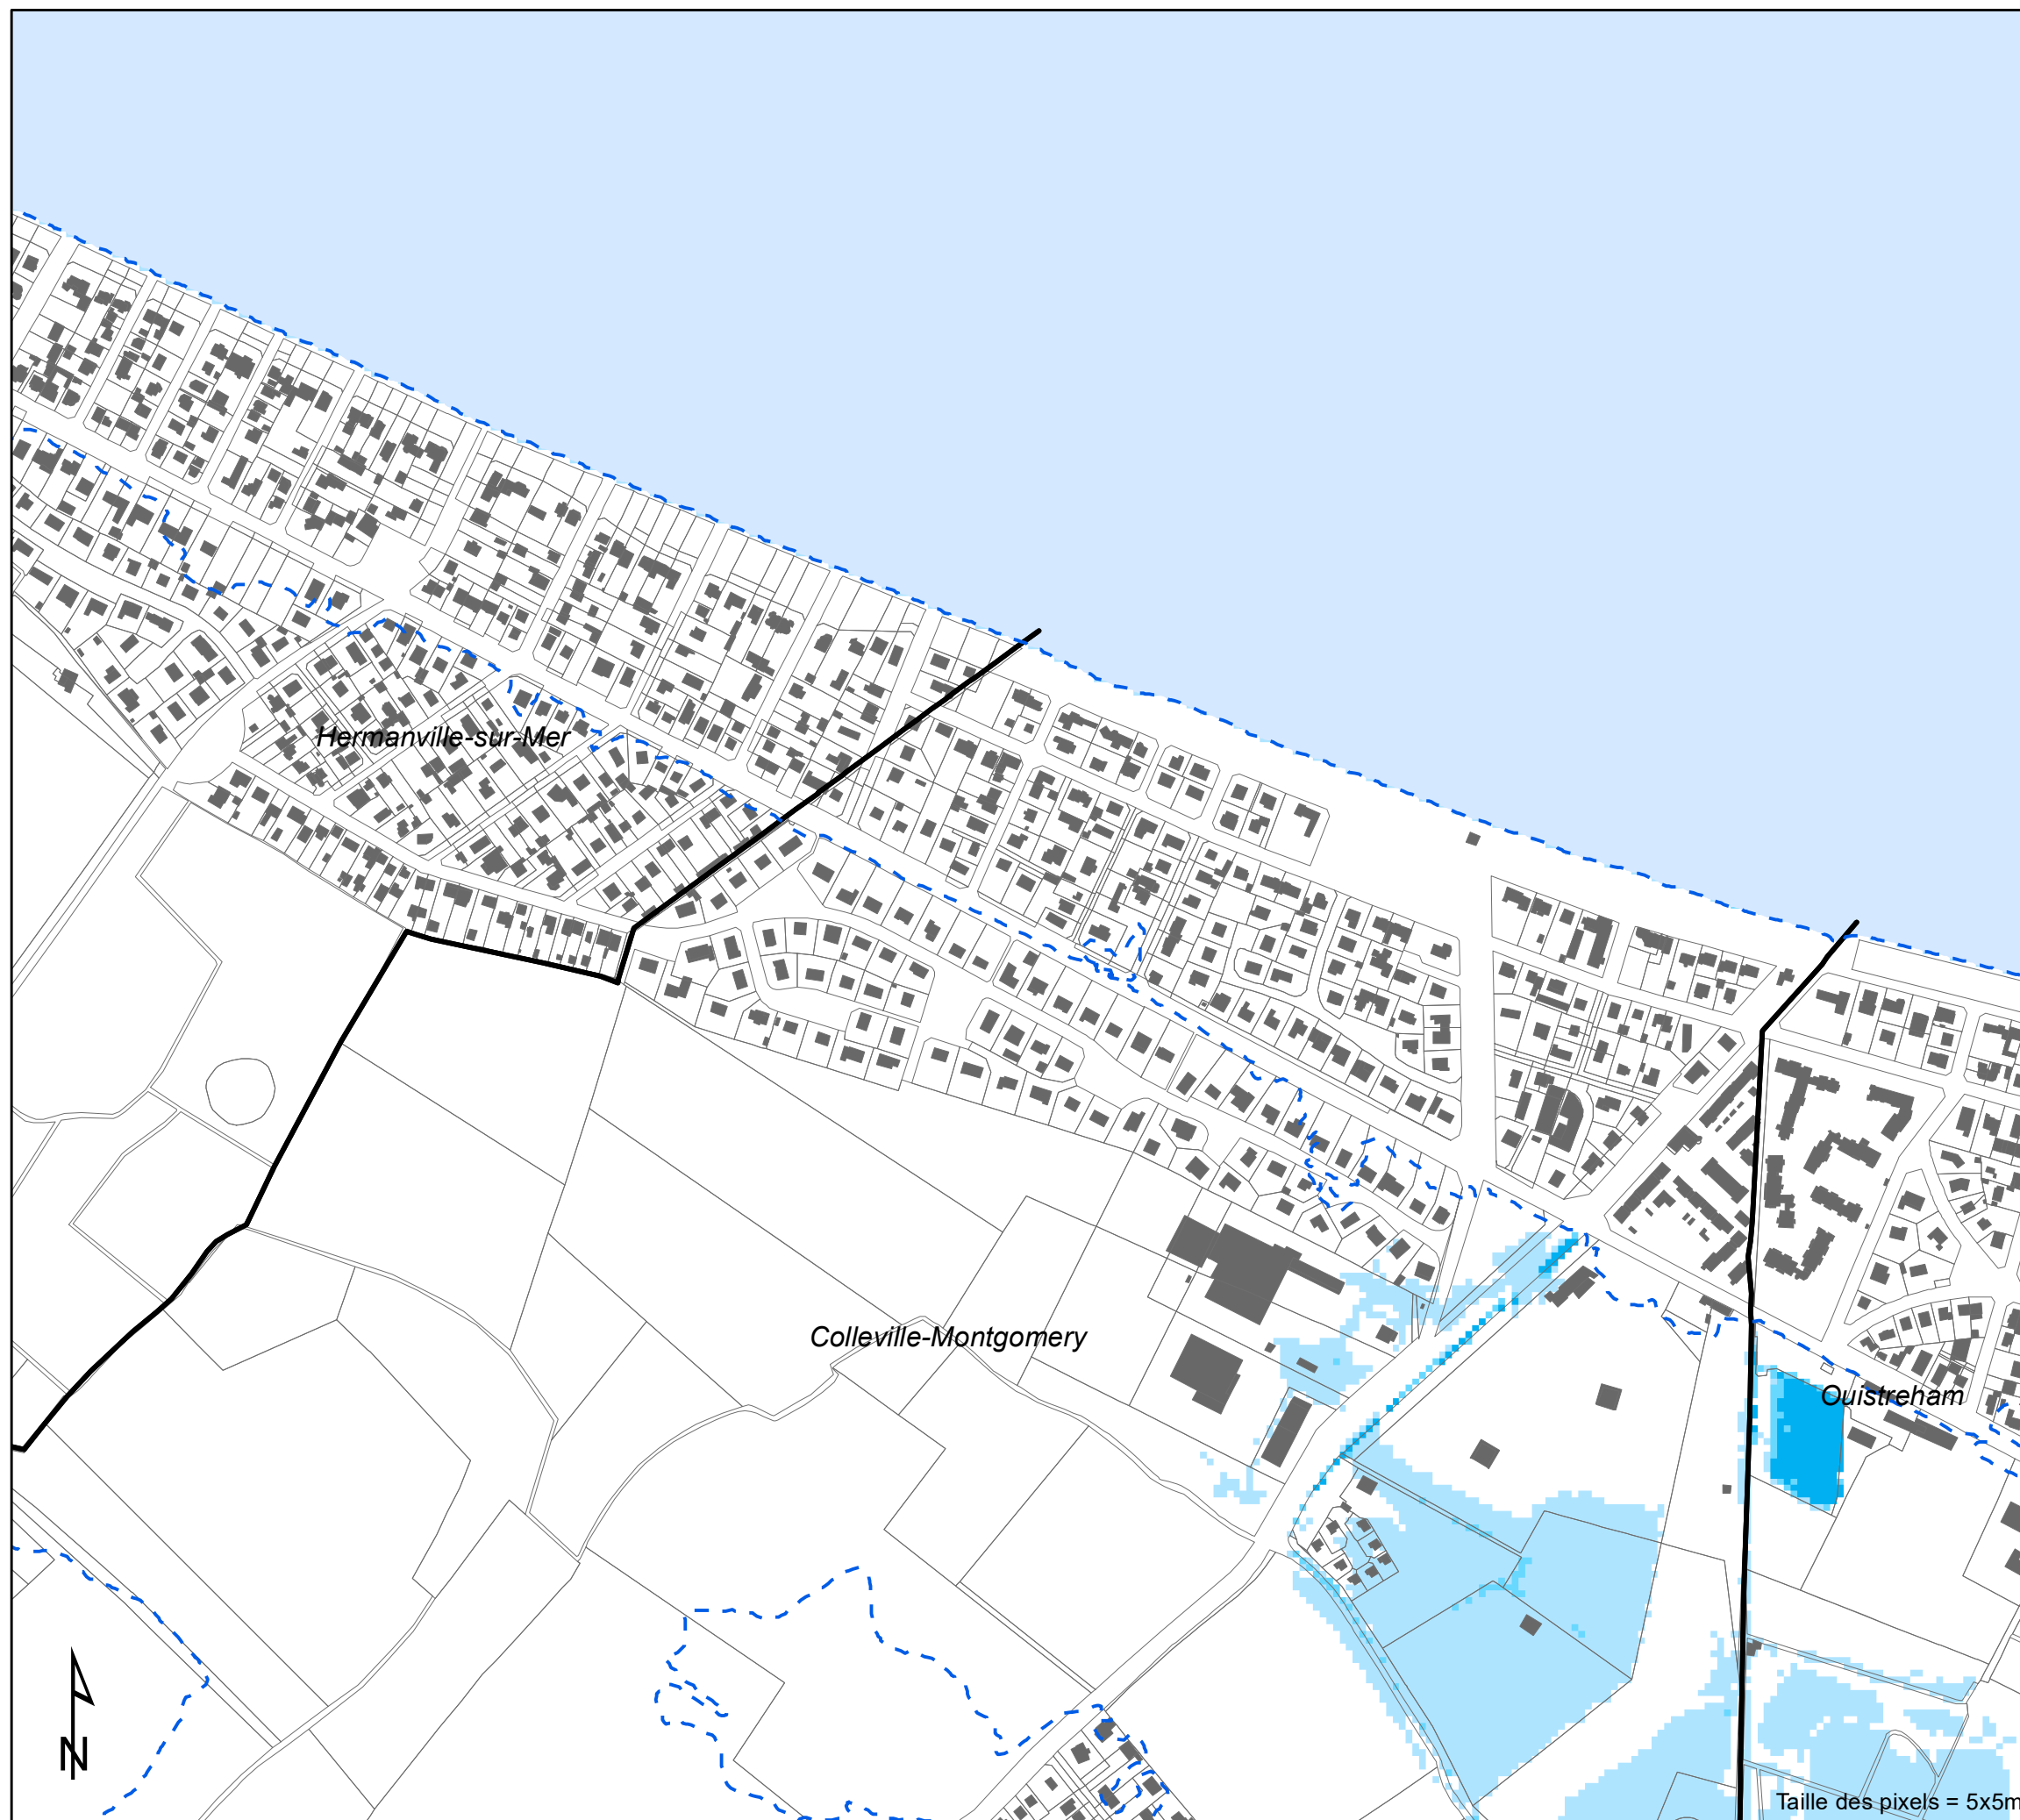 Hermanville-sur-Mer
Colleville-Montgomery
Ouistreham
N
Taille des pixels = 5x5m